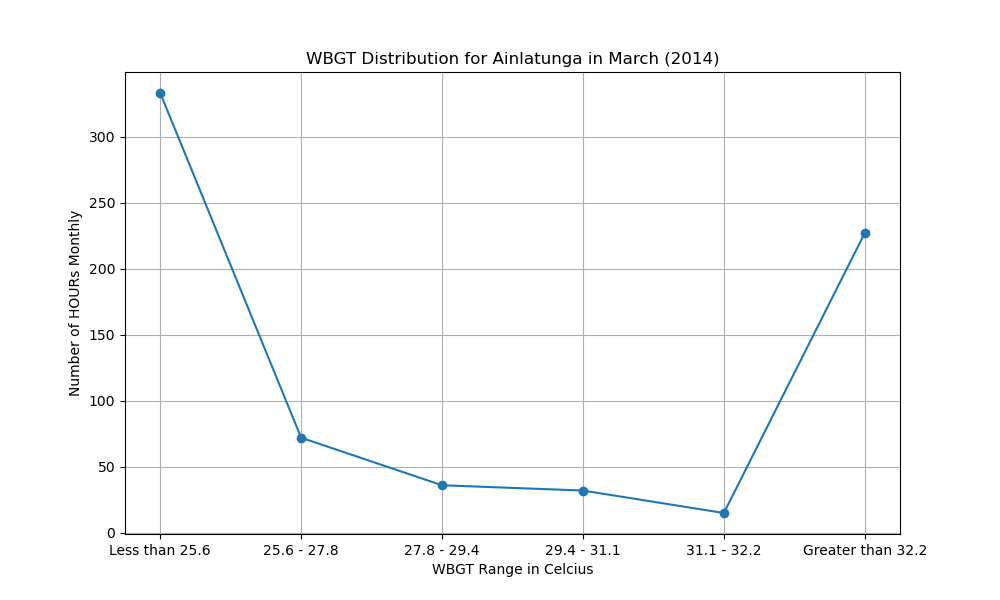 WBGT Distribution for Ainlatunga in March (2014)
Number of HOURs Monthly
300
250
200
150
100
50
0
Less than 25.6 25.6 - 27.8 27.8 - 29.4 29.4 - 31.1 31.1 - 32.2 Greater than 32.2
WBGT Range in Celcius